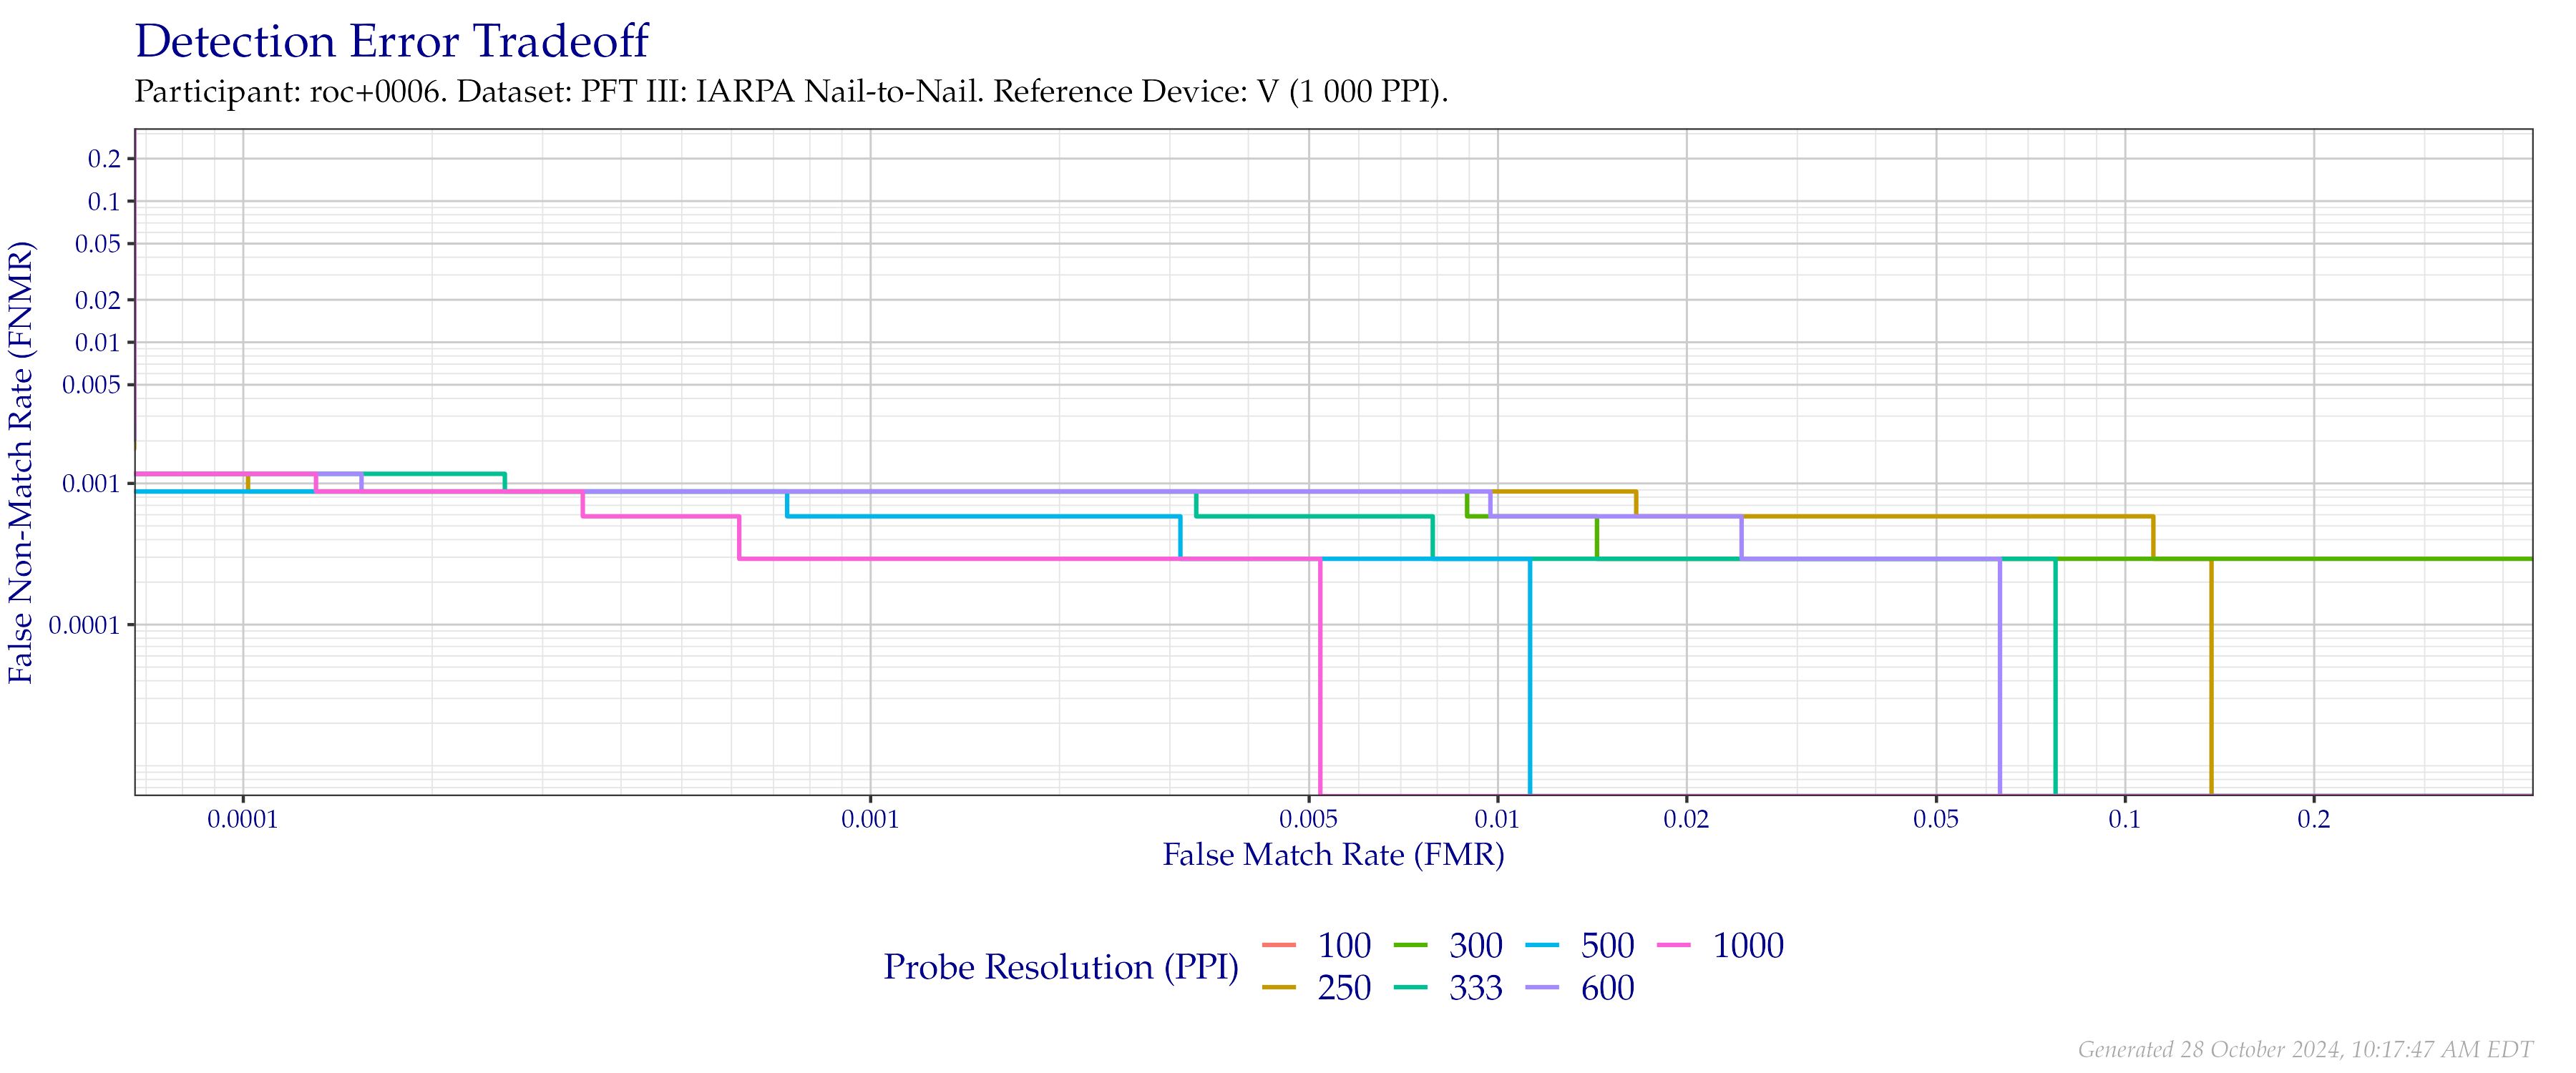 Detection Error Tradeoff
Participant: roc+0006. Dataset: PFT III: IARPA Nail-to-Nail. Reference Device: V (1 000 PPI).
False Non-Match Rate (FNMR)
0.2
0.1
0.05
0.02
0.01
0.005
0.001
0.0001
0.0001 0.001 0.005 0.01 0.02 0.05 0.1 0.2
False Match Rate (FMR)
Probe Resolution (PPI)
100 300 500 1000
250 333 600
Generated 28 October 2024, 10:17:47 AM EDT